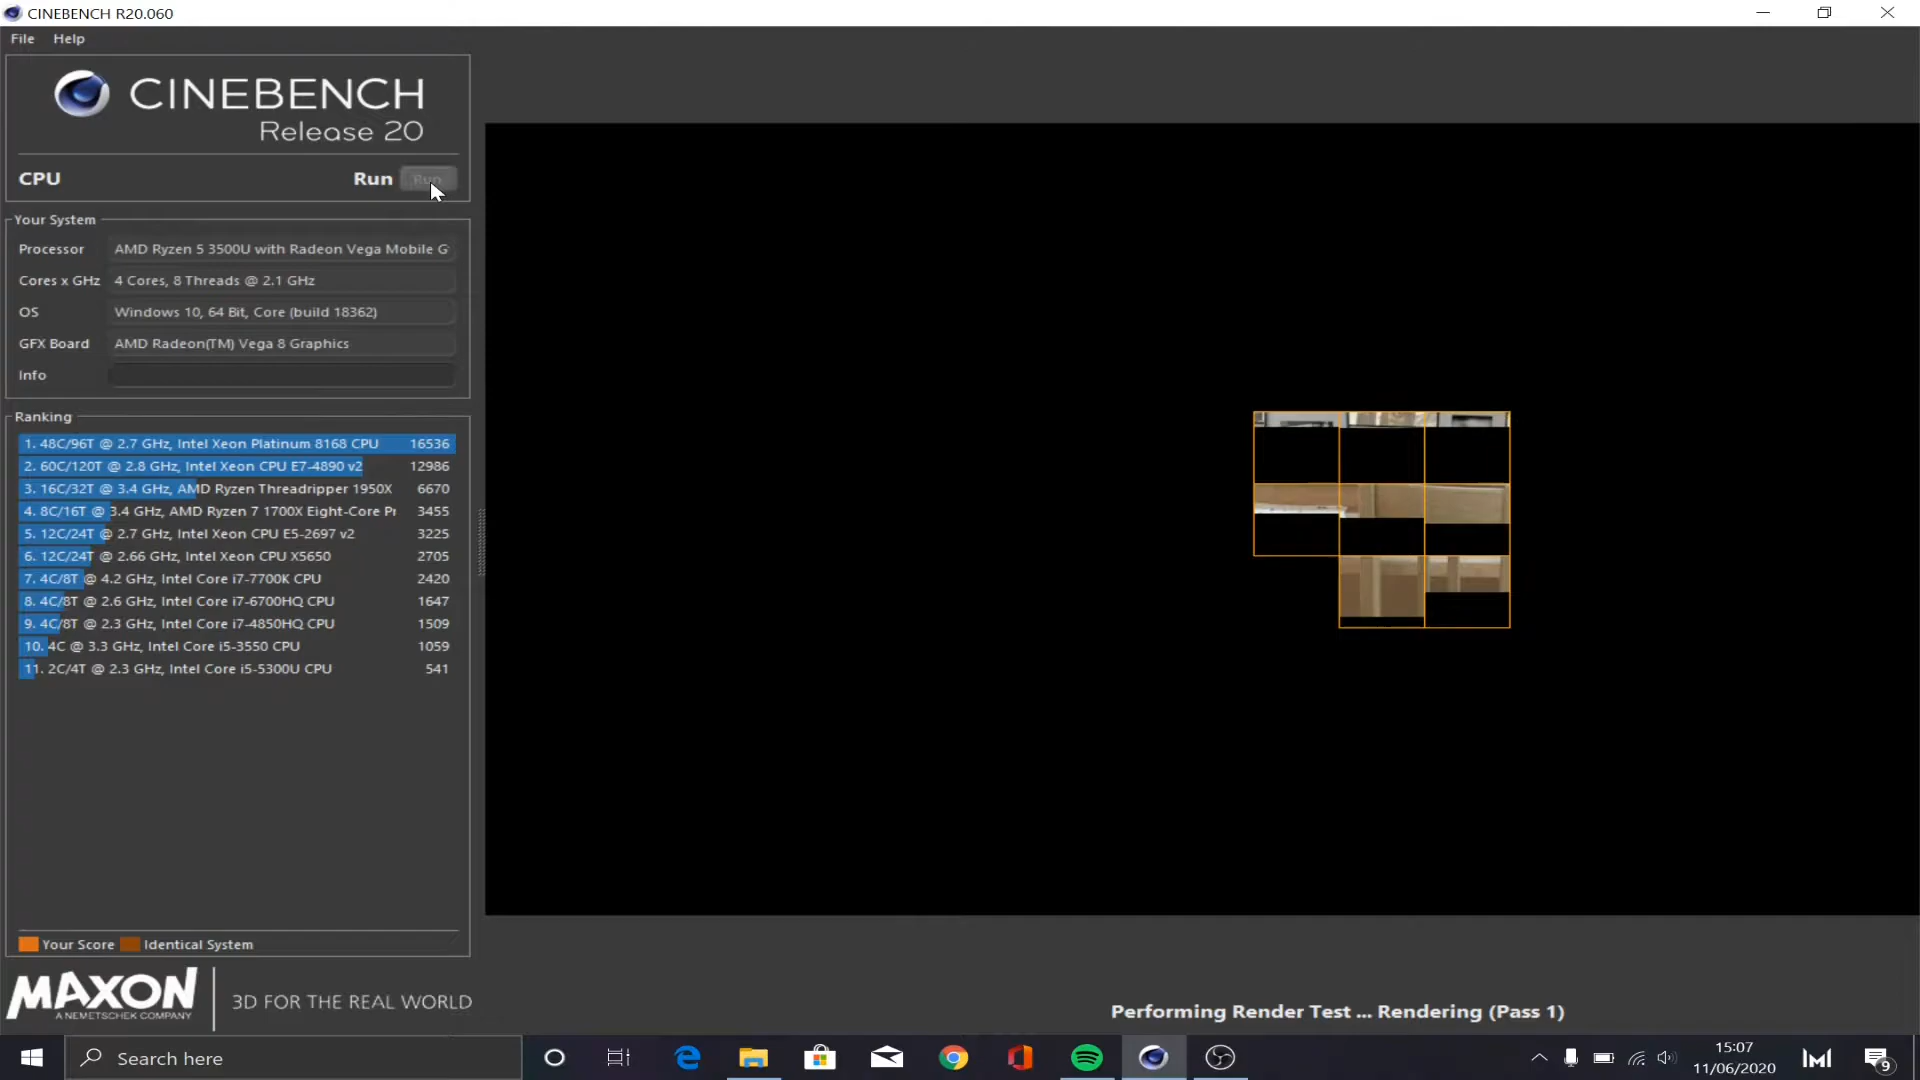 CINEBENCH R20.060
File Help
CINEBENCH
Release 20
CPU Run Run
Your System
Processor AMD Ryzen 5 3500U with Radeon Vega Mobile G
Cores x GHz 4 Cores, 8 Threads @ 2.1 GHz
OS Windows 10, 64 Bit, Core (build 18362)
GFX Board AMD Radeon(TM) Vega 8 Graphics
Info
Ranking
1. 48C/96T @ 2.7 GHz, Intel Xeon Platinum 8168 CPU 16536
2. 60C/120T @ 2.8 GHz, Intel Xeon CPU E7-4890 v2 12986
3. 16C/32T @ 3.4 GHz, AMD Ryzen Threadripper 1950X 6670
4. 8C/16T @ 3.4 GHz, AMD Ryzen 7 1700X Eight-Core Pr 3455
5. 12C/24T @ 2.7 GHz, Intel Xeon CPU E5-2697 v2 3225
6. 12C/24T @ 2.66 GHz, Intel Xeon CPU X5650 2705
7. 4C/8T @ 4.2 GHz, Intel Core i7-7700K CPU 2420
8. 4C/8T @ 2.6 GHz, Intel Core i7-6700HQ CPU 1647
9. 4C/8T @ 2.3 GHz, Intel Core i7-4850HQ CPU 1509
10. 4C @ 3.3 GHz, Intel Core i5-3550 CPU 1059
11. 2C/4T @ 2.3 GHz, Intel Core i5-5300U CPU 541
Your Score Identical System
MAXON
A NEMETSCHEK COMPANY
3D FOR THE REAL WORLD
Performing Render Test ... Rendering (Pass 1)
Search here
15:07
11/06/2020
9